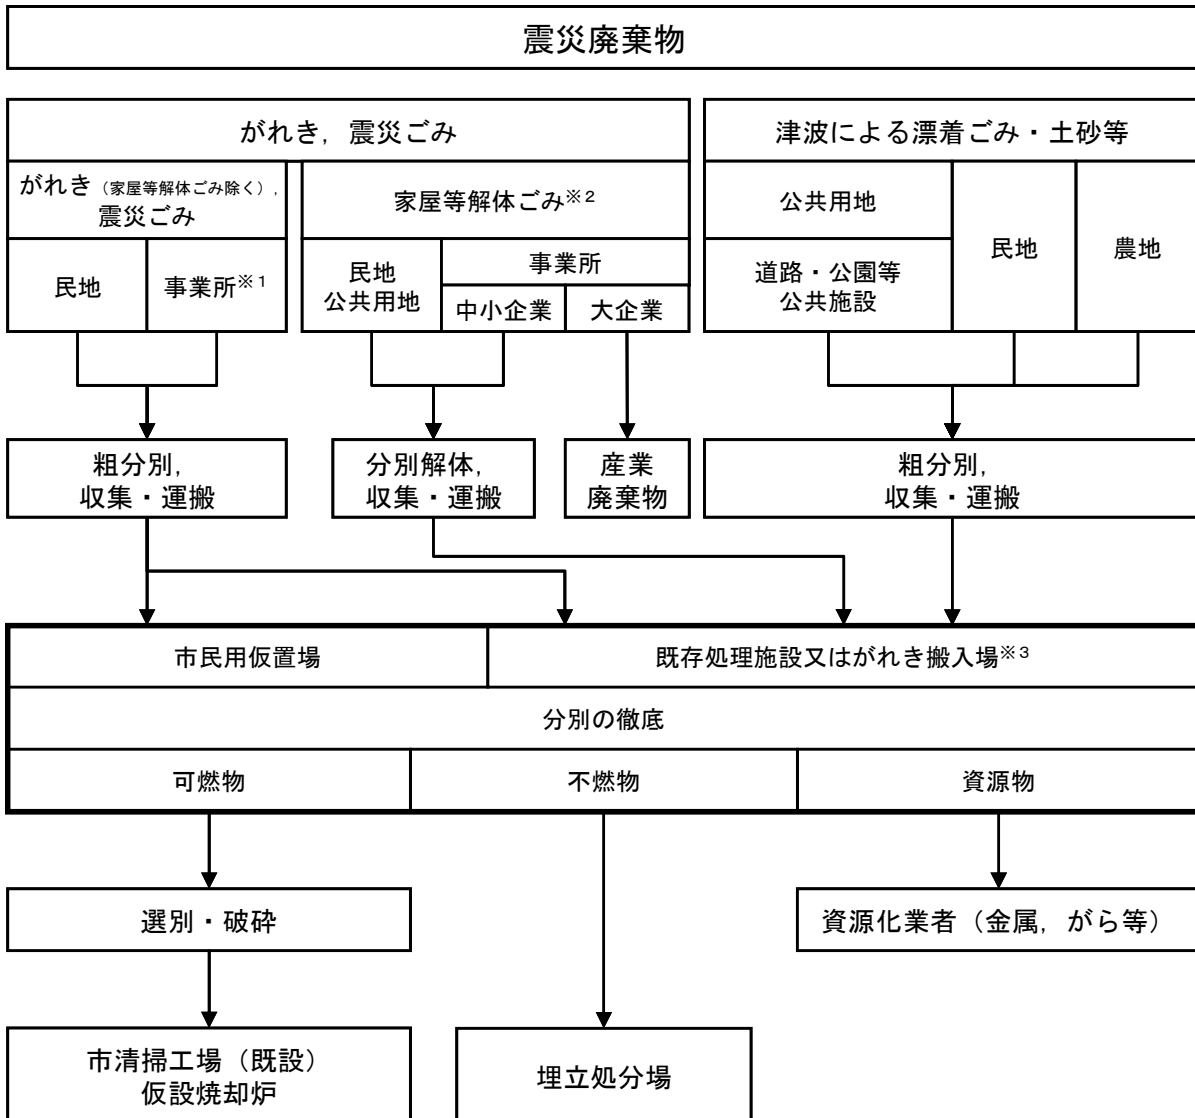 震災廃棄物
がれき，震災ごみ
津波による漂着ごみ・土砂等
がれき（家屋等解体ごみ除く），
震災ごみ
家屋等解体ごみ※２
公共用地
民地
農地
民地
事業所※１
民地
公共用地
事業所
中小企業
大企業
道路・公園等
公共施設
粗分別，
収集・運搬
分別解体，
収集・運搬
産業
廃棄物
粗分別，
収集・運搬
市民用仮置場
既存処理施設又はがれき搬入場※３
分別の徹底
可燃物
不燃物
資源物
選別・破砕
資源化業者（金属，がら等）
市清掃工場（既設）
仮設焼却炉
埋立処分場